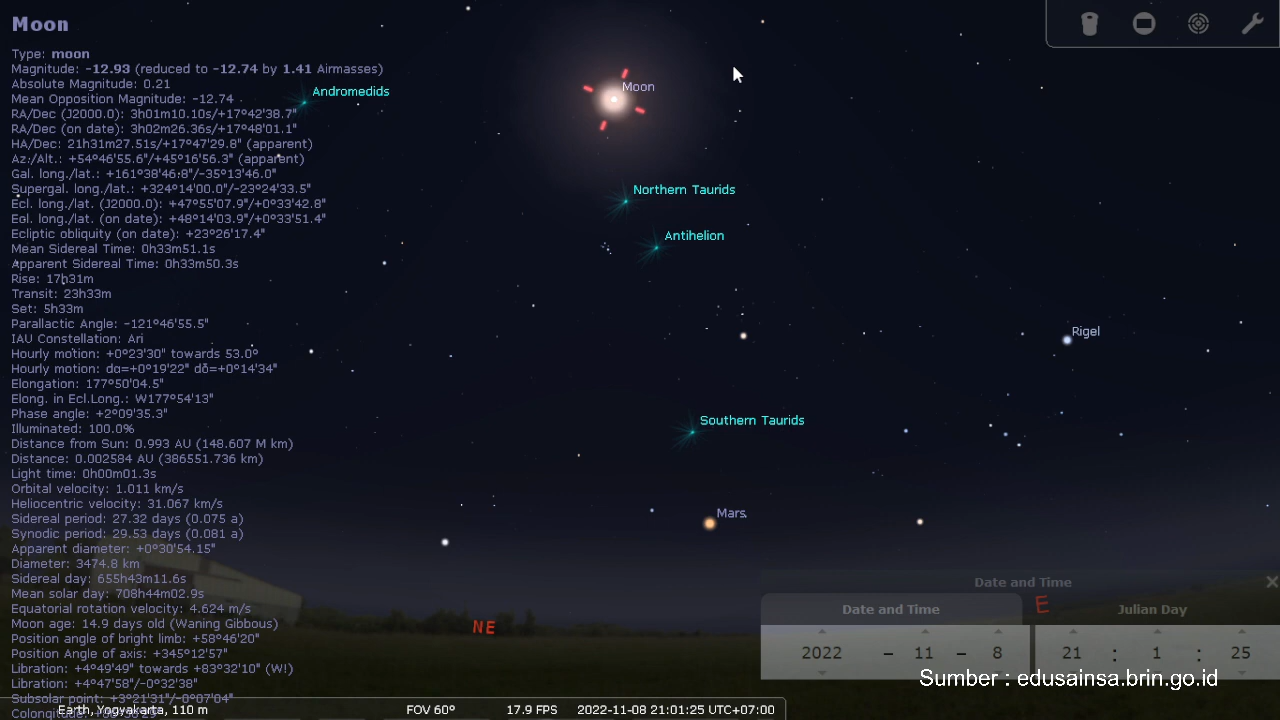 Moon
Type: moon
Magnitude: -12.93 (reduced to -12.74 by 1.41 Airmasses)
Absolute Magnitude: 0.21
Mean Opposition Magnitude: -12.74
RA/Dec (J2000.0): 3h01m10.10s/+17°42'38.7"
RA/Dec (on date): 3h02m26.36s/+17°48'01.1"
HA/Dec: 21h31m27.51s/+17°47'29.8" (apparent)
Az./Alt.: +54°46'55.6"/+45°16'56.3" (apparent)
Gal. long./lat.: +161°38'46.8"/-35°13'46.0"
Supergal. long./lat.: +324°14'00.0"/-23°24'33.5"
Ecl. long./lat. (J2000.0): +47°55'07.9"/+0°33'42.8"
Ecl. long./lat. (on date): +48°14'03.9"/+0°33'51.4"
Ecliptic obliquity (on date): +23°26'17.4"
Mean Sidereal Time: 0h33m51.1s
Apparent Sidereal Time: 0h33m50.3s
Rise: 17h31m
Transit: 23h33m
Set: 5h33m
Parallactic Angle: -121°46'55.5"
IAU Constellation: Ari
Hourly motion: +0°23'30" towards 53.0°
Hourly motion: dα=+0°19'22" dδ=+0°14'34"
Elongation: 177°50'04.5"
Elong. in Ecl.Long.: W177°54'13"
Phase angle: +2°09'35.3"
Illuminated: 100.0%
Distance from Sun: 0.993 AU (148.607 M km)
Distance: 0.002584 AU (386551.736 km)
Light time: 0h00m01.3s
Orbital velocity: 1.011 km/s
Heliocentric velocity: 31.067 km/s
Sidereal period: 27.32 days (0.075 a)
Synodic period: 29.53 days (0.081 a)
Apparent diameter: +0°30'54.15"
Diameter: 3474.8 km
Sidereal day: 655h43m11.6s
Mean solar day: 708h44m02.9s
Equatorial rotation velocity: 4.624 m/s
Moon age: 14.9 days old (Waning Gibbous)
Position angle of bright limb: +58°46'20"
Position Angle of axis: +345°12'57"
Libration: +4°49'49" towards +83°32'10" (W!)
Libration: +4°47'58"/-0°32'38"
Subsolar point: +3°21'31"/-0°07'04"
Colongitude:
Andromedids
Moon
Northern Taurids
Antihelion
Rigel
Southern Taurids
Mars
NE
E
Date and Time
Date and Time Julian Day
2022 - 11 - 8 21 : 1 : 25
Sumber : edusainsa.brin.go.id
Earth, Yogyakarta, 110 m FOV 60° 17.9 FPS 2022-11-08 21:01:25 UTC+07:00